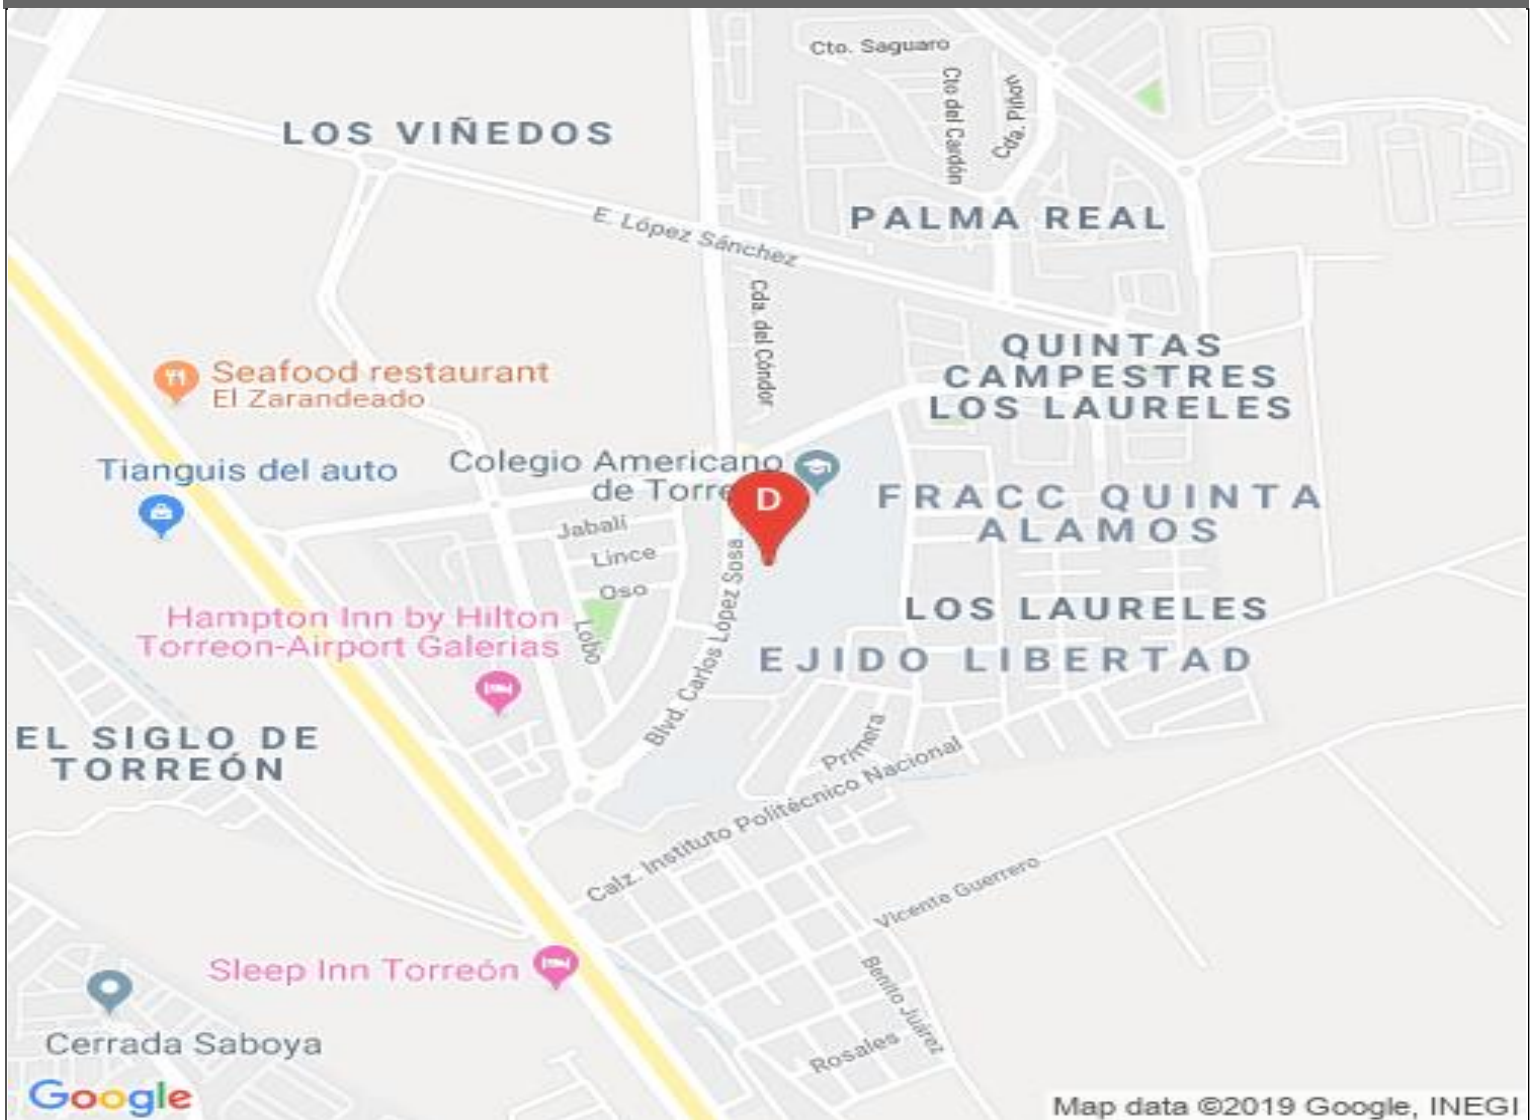 Cto. Saguaro
Cto del Cardón
Cda. Piñon
LOS VIÑEDOS
PALMA REAL
E. López Sánchez
Cda. del Cóndor
QUINTAS
CAMPESTRES
LOS LAURELES
Seafood restaurant
El Zarandeado
Tianguis del auto
Colegio Americano
de Torre
D
FRACC QUINTA
ALAMOS
Jabalí
Lince
Oso
Lobo
Blvd. Carlos López Sosa
Hampton Inn by Hilton
Torreon-Airport Galerias
LOS LAURELES
EJIDO LIBERTAD
EL SIGLO DE
TORREÓN
Primera
Calz. Instituto Politécnico Nacional
Vicente Guerrero
Sleep Inn Torreón
Benito Juárez
Cerrada Saboya
Rosales
Google
Map data ©2019 Google, INEGI